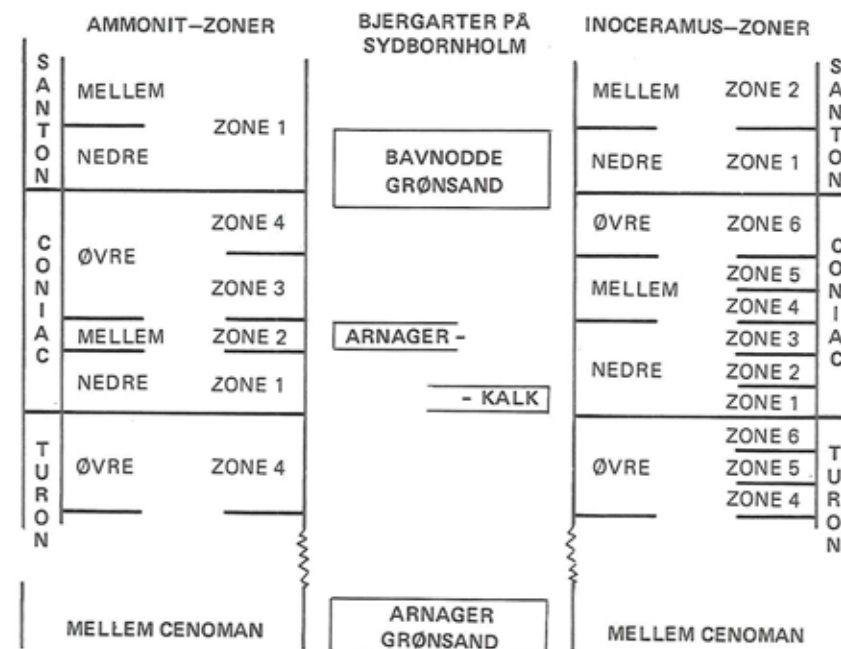 AMMONIT–ZONER
BJERGARTER PÅ
SYDBORNHOLM
INOCERAMUS–ZONER
SANTON
MELLEM
ZONE 1
NEDRE
CONIAC
ØVRE
ZONE 4
ZONE 3
MELLEM ZONE 2
NEDRE ZONE 1
TURON
ØVRE ZONE 4
MELLEM CENOMAN
BAVNODDE
GRØNSAND
ARNAGER -
- KALK
ARNAGER
GRØNSAND
MELLEM ZONE 2
NEDRE ZONE 1
SANTON
ØVRE ZONE 6
MELLEM
ZONE 5
ZONE 4
NEDRE
ZONE 3
ZONE 2
ZONE 1
CONIAC
ØVRE
ZONE 6
ZONE 5
ZONE 4
TURON
MELLEM CENOMAN